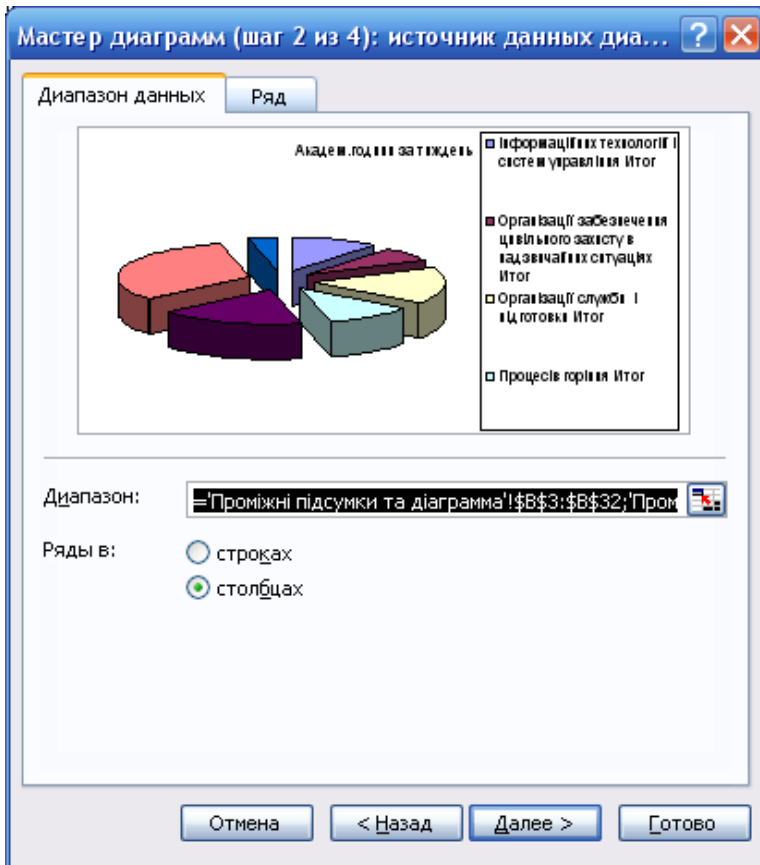 Мастер диаграмм (шаг 2 из 4): источник данных диа...
Диапазон данных
Ряд
Академ.години за тиждень
Інформаційних технологій і
систем управління Итог
Організації забезпечення
цивільного захисту в
надзвичайних ситуаціях
Итог
Організації служби і
підготовки Итог
Процесів горіння Итог
Диапазон:
='Проміжні підсумки та діаграмма'!$B$3:$B$32;'Пром
Ряды в:
строках
столбцах
Отмена
< Назад
Далее >
Готово